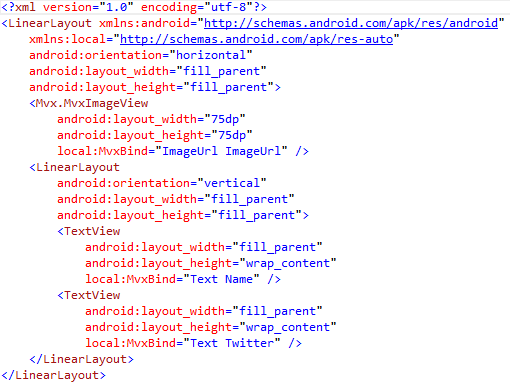 <?xml version="1.0" encoding="utf-8"?>
<LinearLayout xmlns:android="http://schemas.android.com/apk/res/android"
    xmlns:local="http://schemas.android.com/apk/res-auto"
    android:orientation="horizontal"
    android:layout_width="fill_parent"
    android:layout_height="fill_parent">
    <Mvx.MvxImageView
        android:layout_width="75dp"
        android:layout_height="75dp"
        local:MvxBind="ImageUrl ImageUrl" />
    <LinearLayout
        android:orientation="vertical"
        android:layout_width="fill_parent"
        android:layout_height="fill_parent">
        <TextView
            android:layout_width="fill_parent"
            android:layout_height="wrap_content"
            local:MvxBind="Text Name" />
        <TextView
            android:layout_width="fill_parent"
            android:layout_height="wrap_content"
            local:MvxBind="Text Twitter" />
    </LinearLayout>
</LinearLayout>